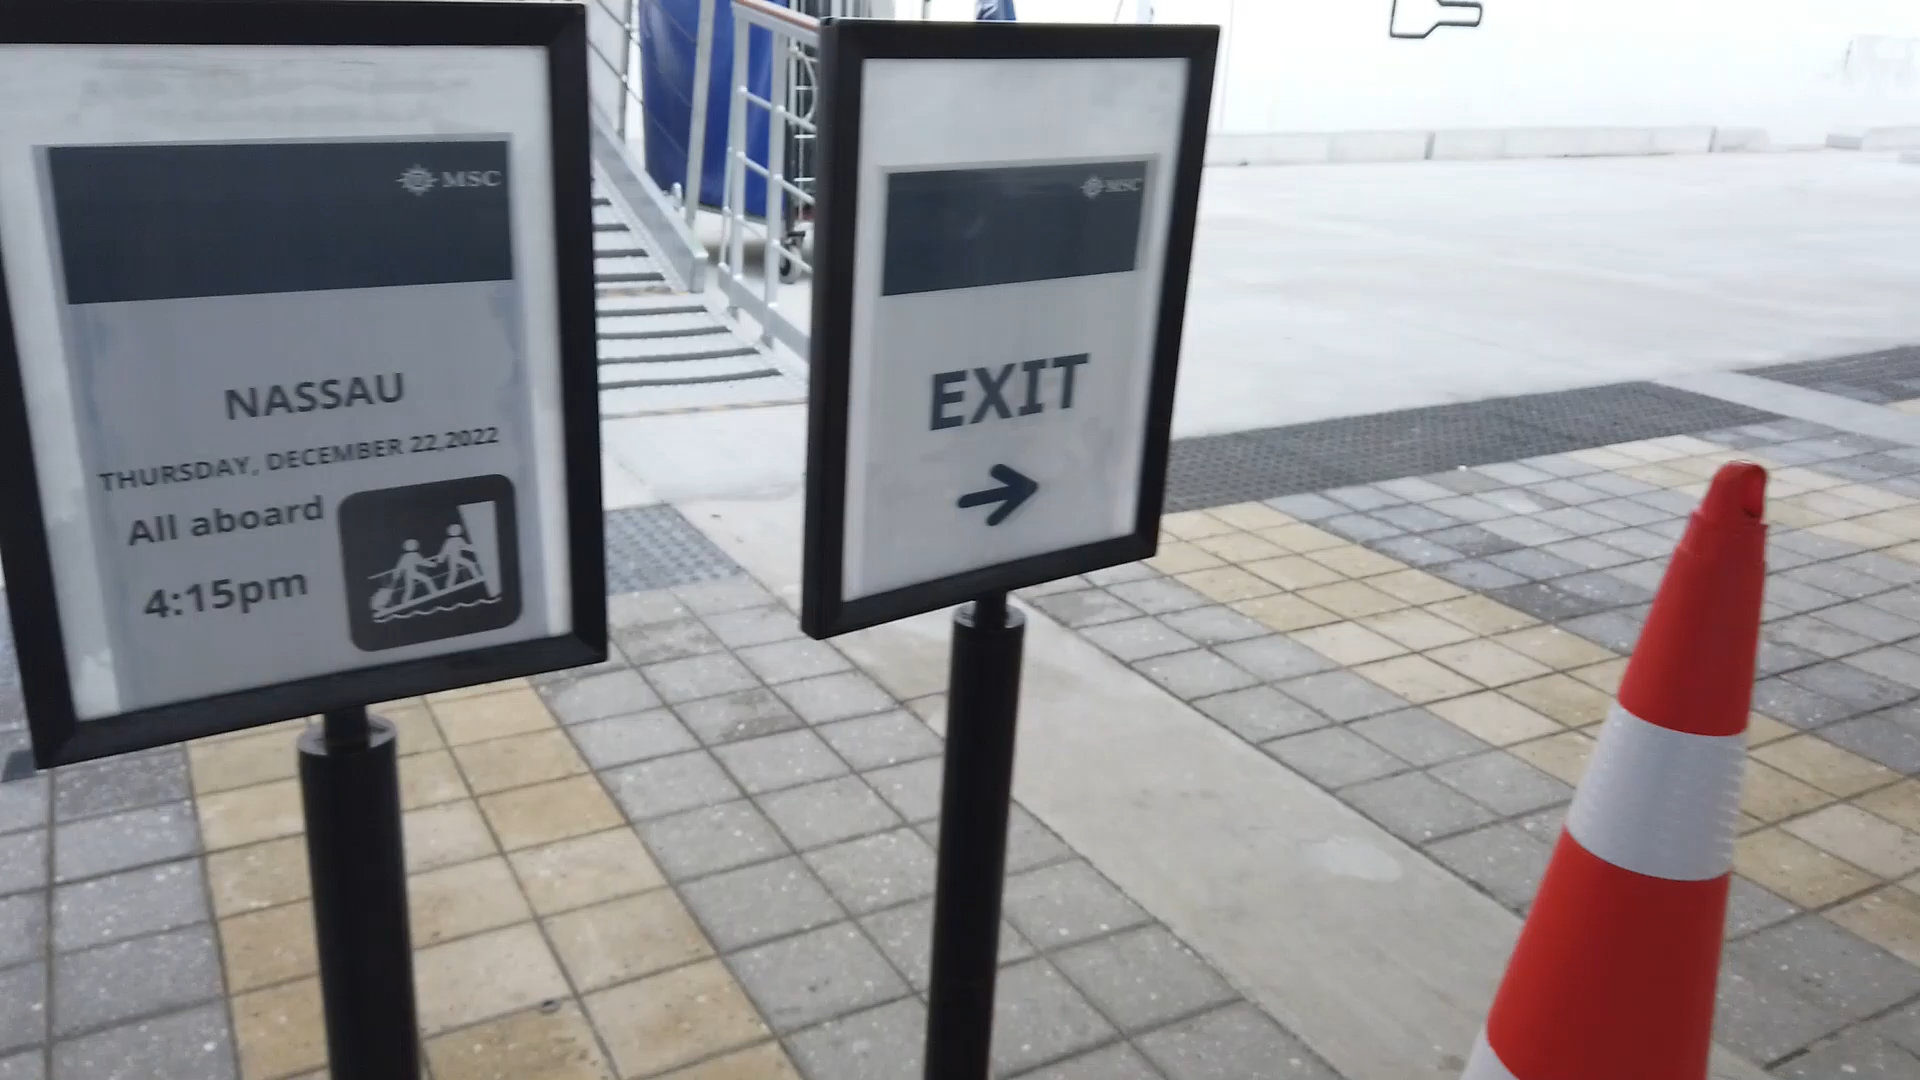 MSC
NASSAU
THURSDAY, DECEMBER 22,2022
All aboard
4:15pm
MSC
EXIT